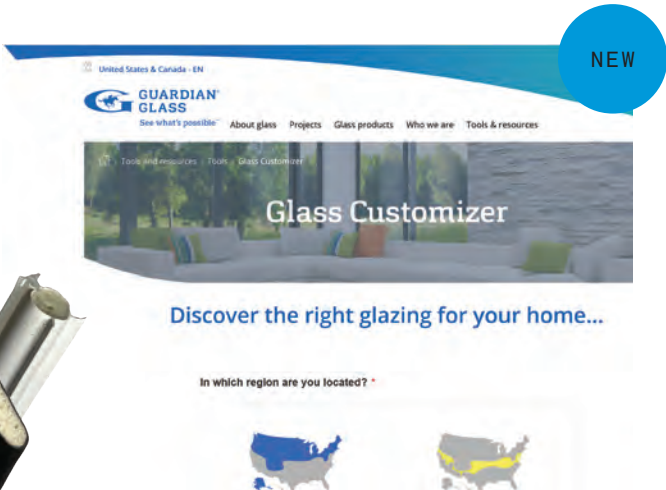 NEW
United States & Canada - EN
GUARDIAN
GLASS
See what's possible™
About glass Projects Glass products Who we are Tools & resources
Tools and resources Tools Glass Customizer
Glass Customizer
Discover the right glazing for your home...
In which region are you located? *